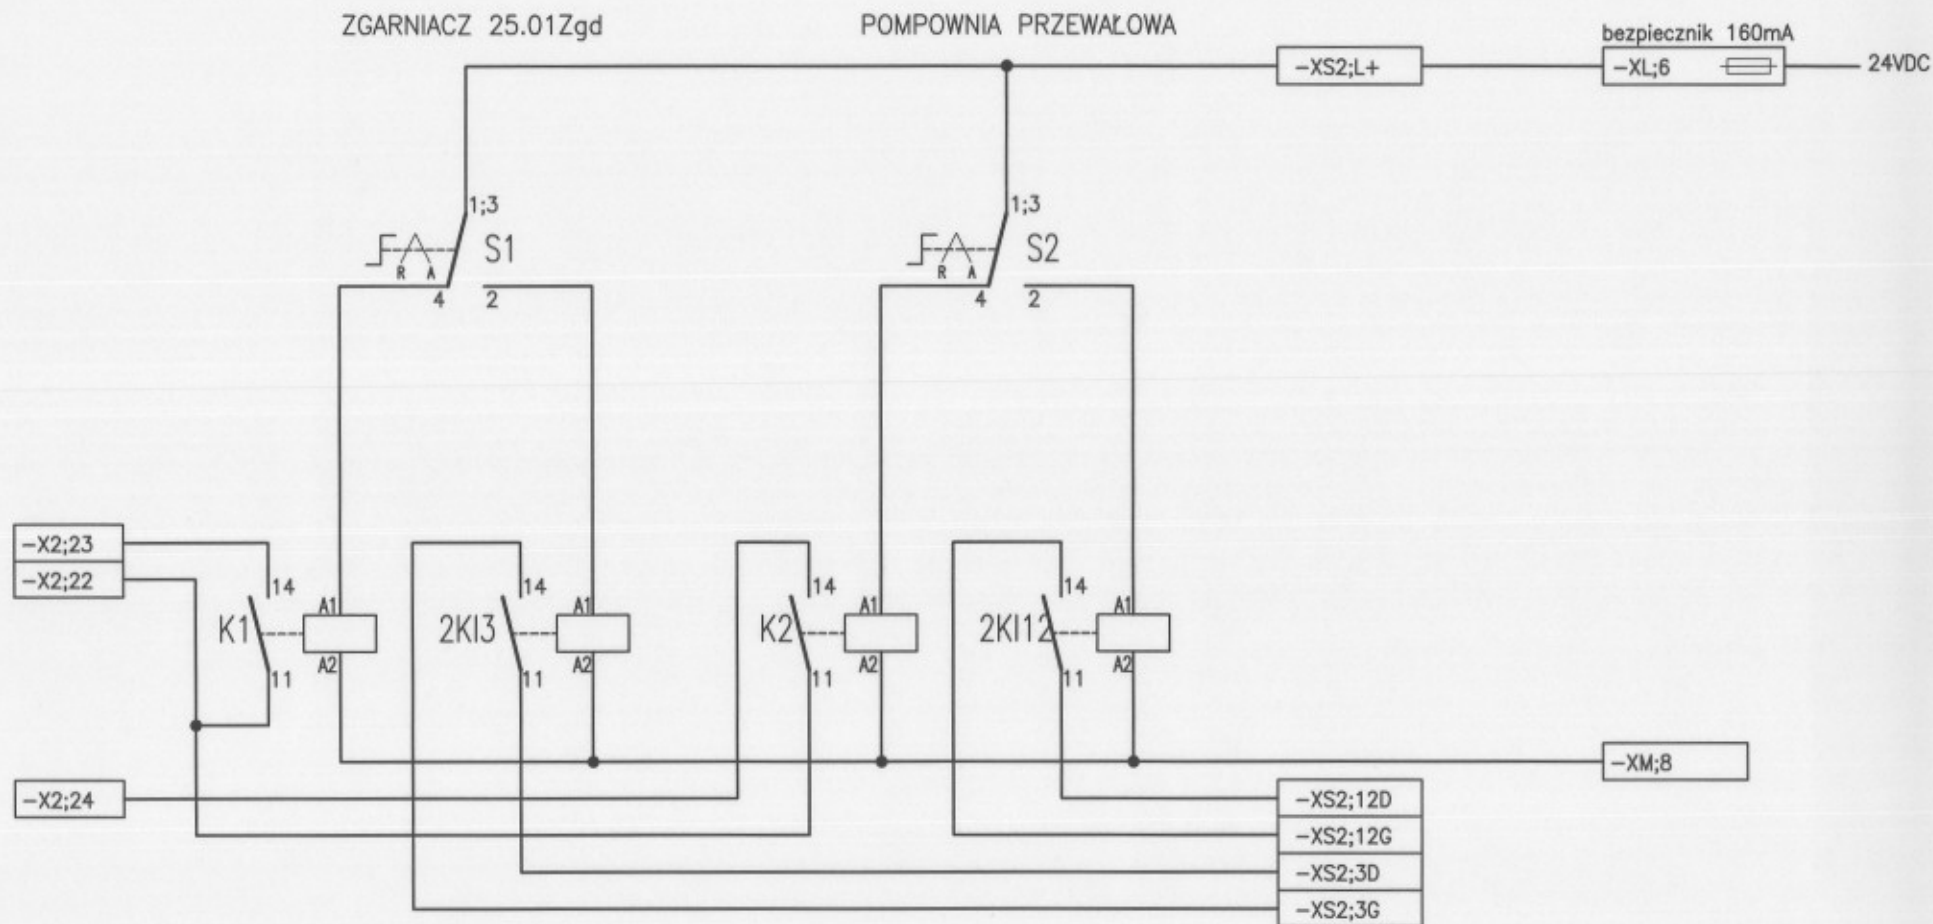 ZGARNIACZ 25.01Zgd
POMPOWNIA PRZEWAŁOWA
bezpiecznik 160mA
-XS2;L+
-XL;6
24VDC
1;3
1;3
S1
S2
R A
R A
4
2
4
2
-X2;23
-X2;22
14
14
14
14
A1
A1
A1
A1
K1
2KI3
K2
2KI12
A2
A2
A2
A2
11
11
11
11
-XM;8
-X2;24
-XS2;12D
-XS2;12G
-XS2;3D
-XS2;3G